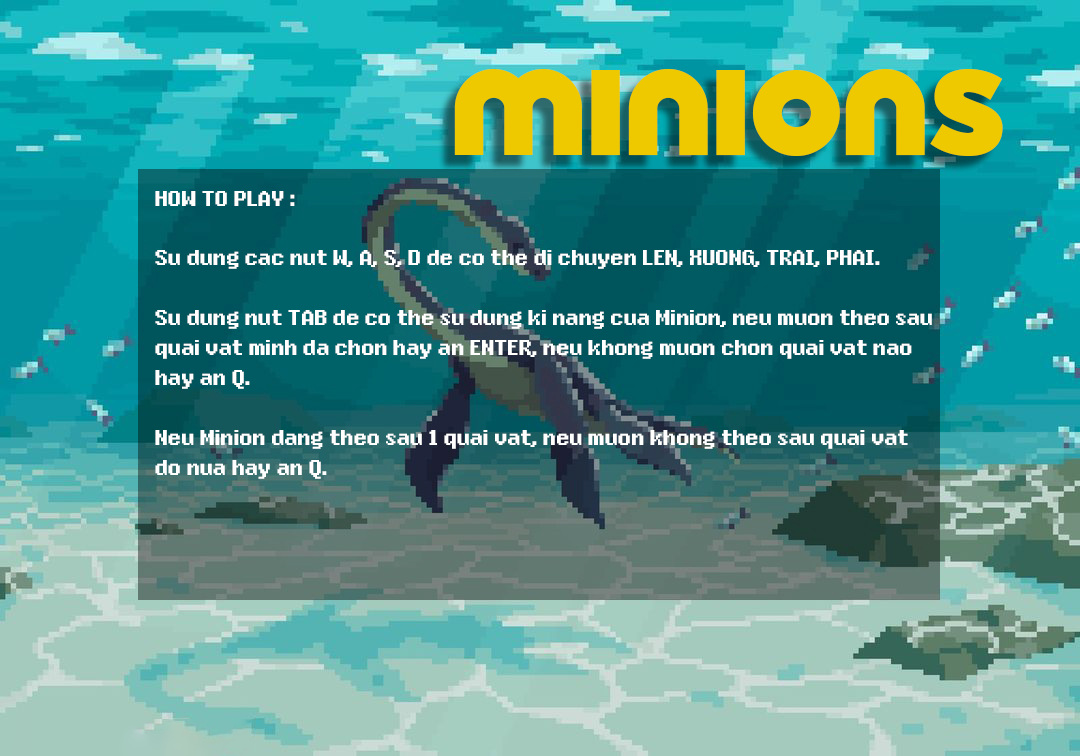 MINIONS
HOW TO PLAY :
Su dung cac nut W, A, S, D de co the di chuyen LEN, XUONG, TRAI, PHAI.
Su dung nut TAB de co the su dung ki nang cua Minion, neu muon theo sau
quai vat minh da chon hay an ENTER, neu khong muon chon quai vat nao
hay an Q.
Neu Minion dang theo sau 1 quai vat, neu muon khong theo sau quai vat
do nua hay an Q.